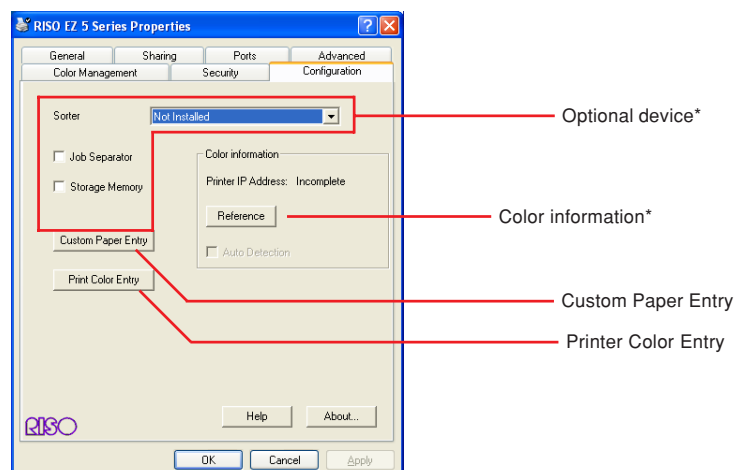 RISO EZ 5 Series Properties
General Sharing Ports Advanced
Color Management Security Configuration
Sorter Not Installed
Optional device*
Job Separator
Storage Memory
Color information
Printer IP Address: Incomplete
Reference
Color information*
Auto Detection
Custom Paper Entry
Print Color Entry
Custom Paper Entry
Printer Color Entry
RISO
Help About...
OK Cancel Apply